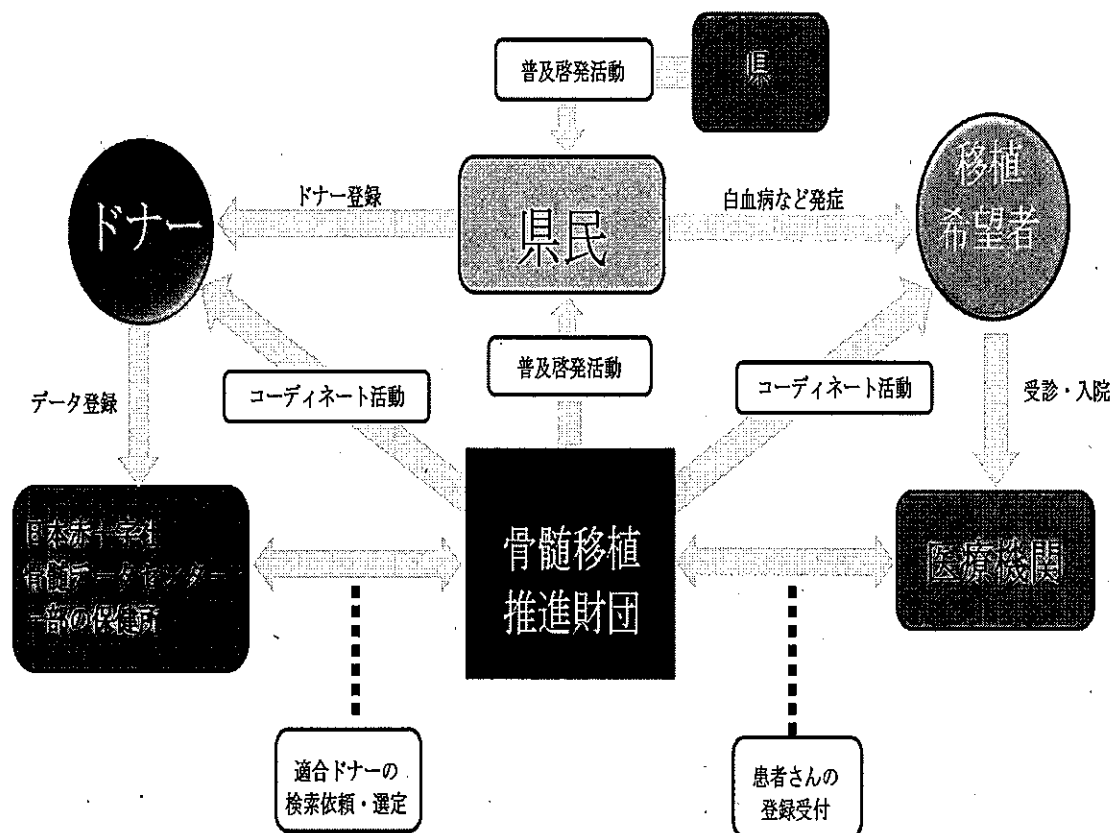 普及啓発活動
県
ドナー
ドナー登録
県民
白血病など発症
移植
希望者
普及啓発活動
コーディネート活動
コーディネート活動
データ登録
受診・入院
日本赤十字社
骨髄データセンター
一部の保健所
骨髄移植
推進財団
医療機関
適合ドナーの
検索依頼・選定
患者さんの
登録受付